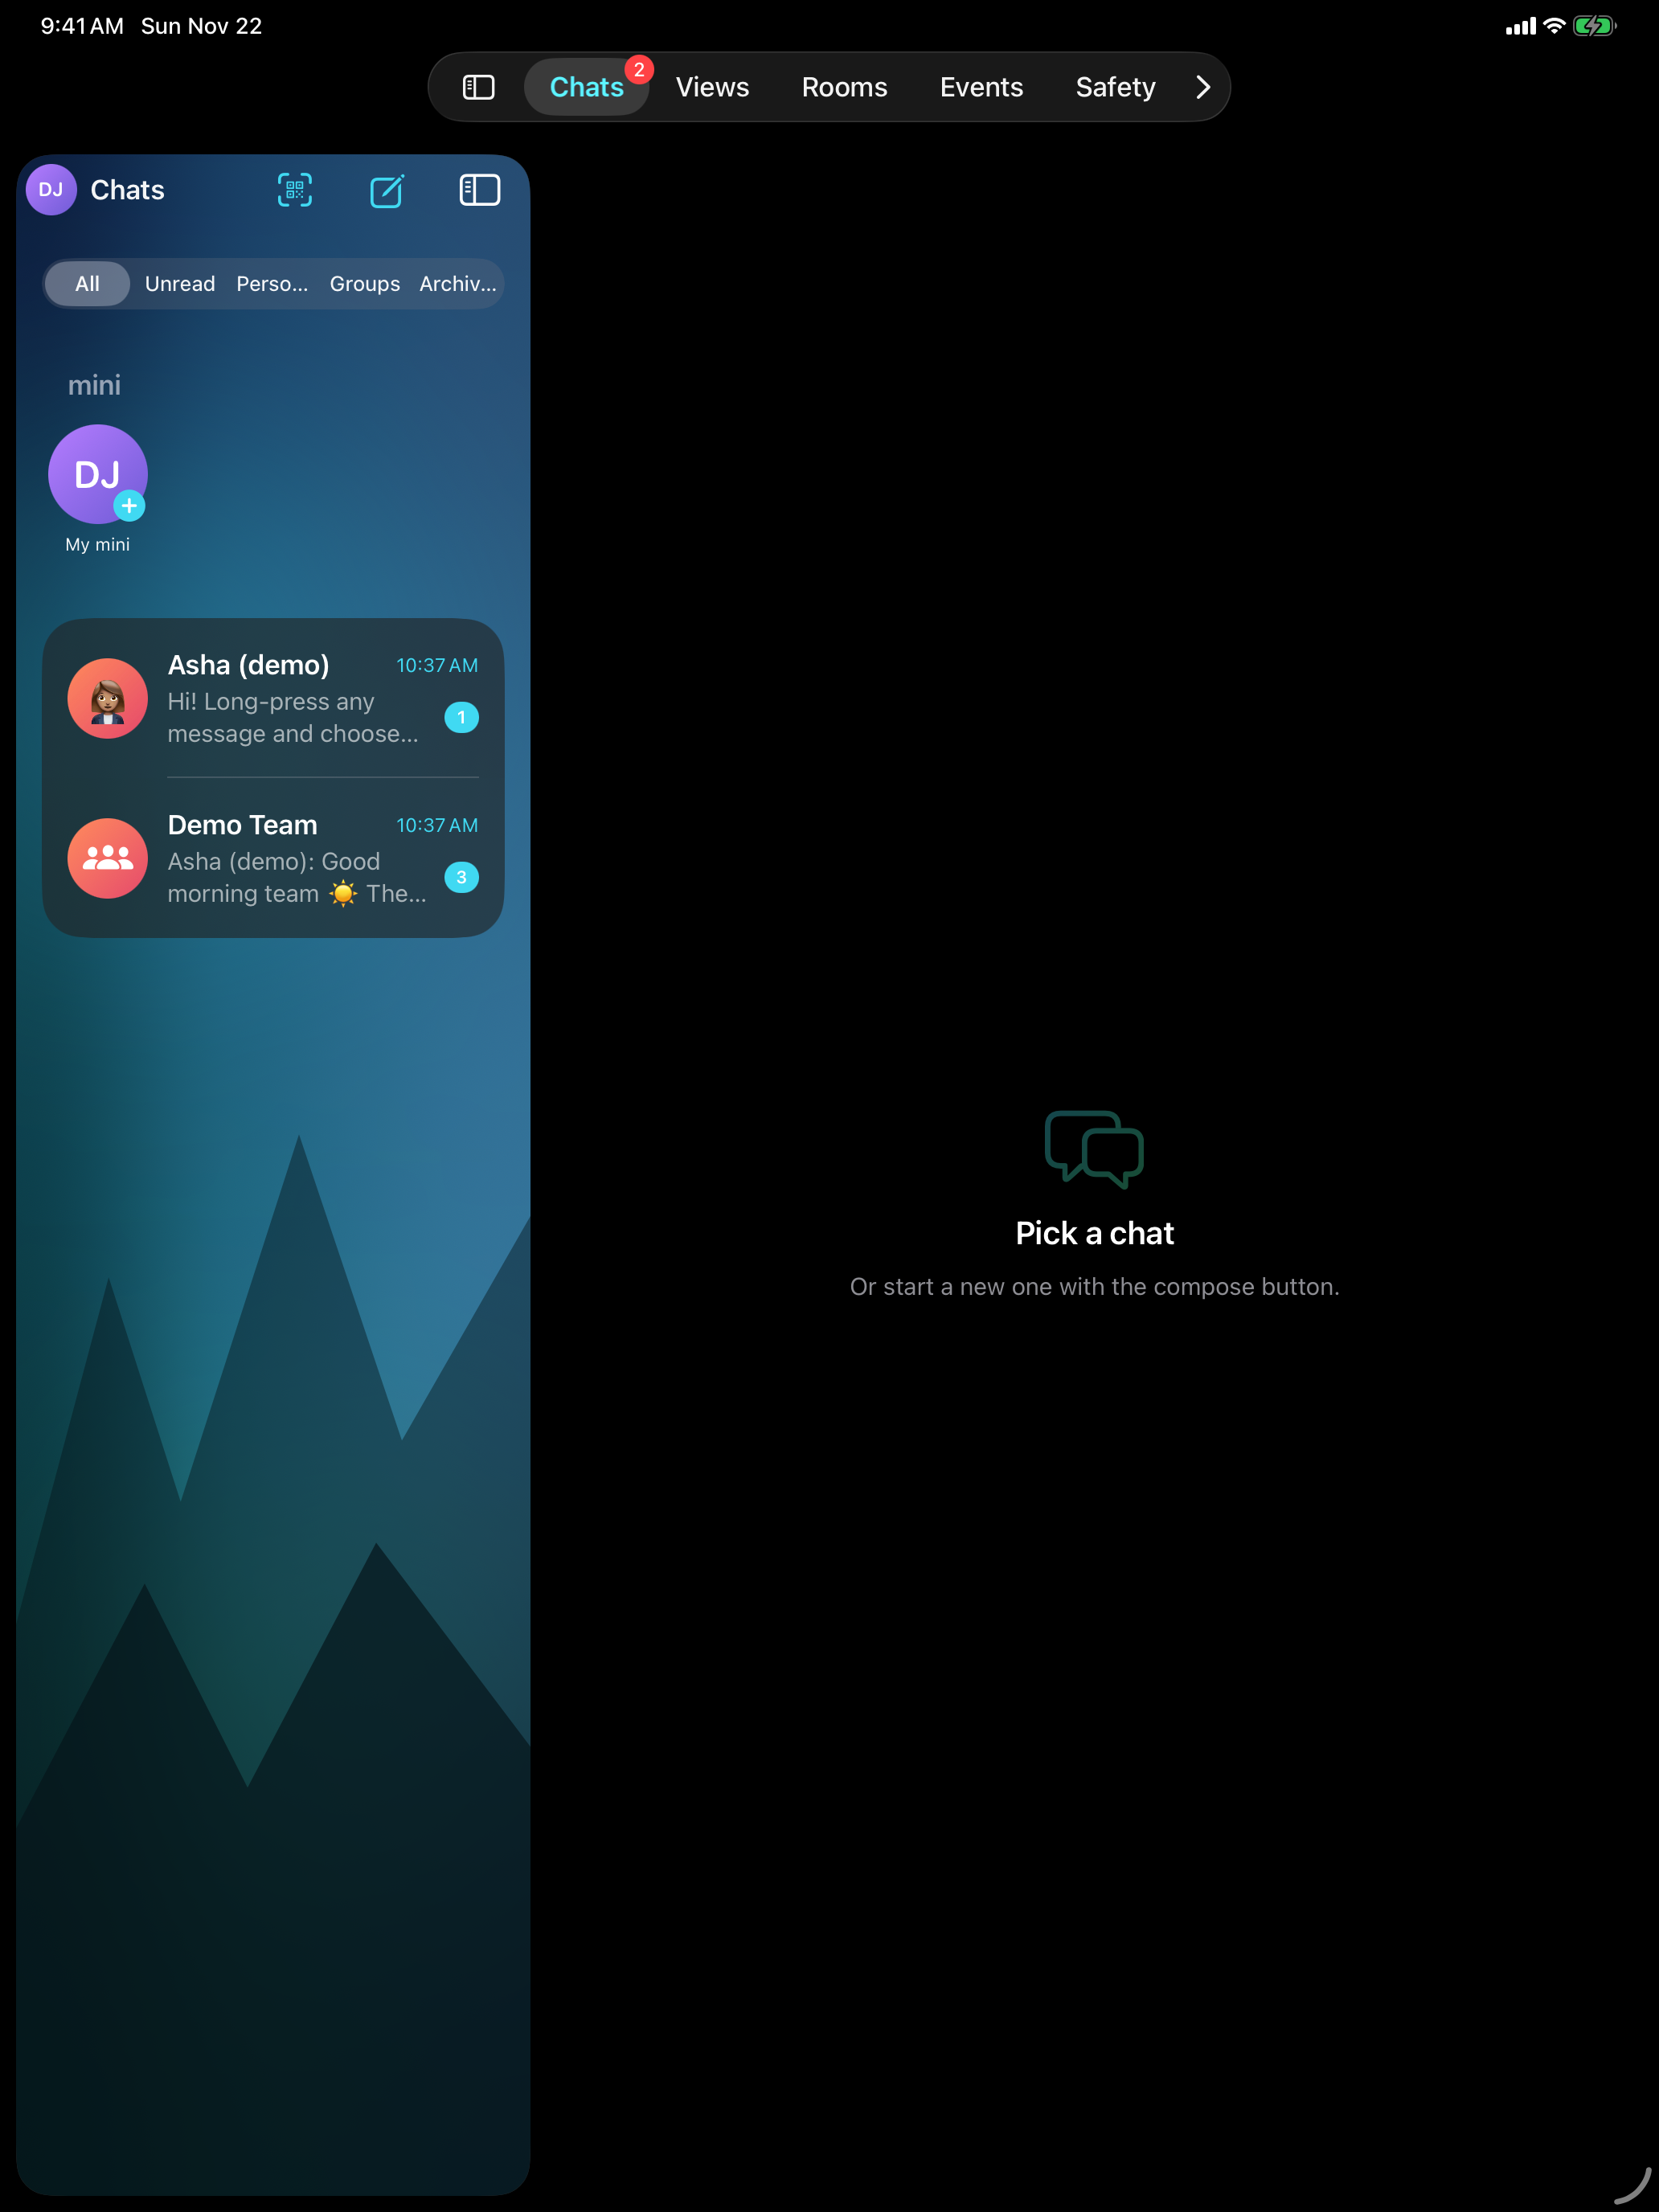 9:41 AM Sun Nov 22
Chats
2
Views
Rooms
Events
Safety
DJ
Chats
All
Unread
Perso...
Groups
Archiv...
mini
DJ
My mini
Asha (demo)
10:37 AM
Hi! Long-press any
message and choose...
1
Demo Team
10:37 AM
Asha (demo): Good
morning team ☀️ The...
3
Pick a chat
Or start a new one with the compose button.